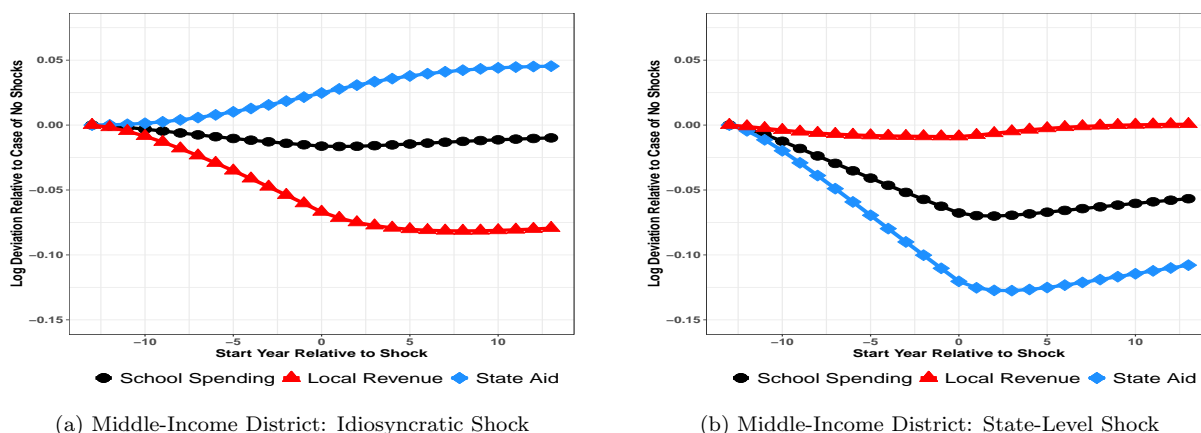 Log Deviation Relative to Case of No Shocks
0.05
0.00
−0.05
−0.10
−0.15
−10 −5 0 5 10
Start Year Relative to Shock
School Spending Local Revenue State Aid
(a) Middle-Income District: Idiosyncratic Shock
Log Deviation Relative to Case of No Shocks
0.05
0.00
−0.05
−0.10
−0.15
−10 −5 0 5 10
Start Year Relative to Shock
School Spending Local Revenue State Aid
(b) Middle-Income District: State-Level Shock